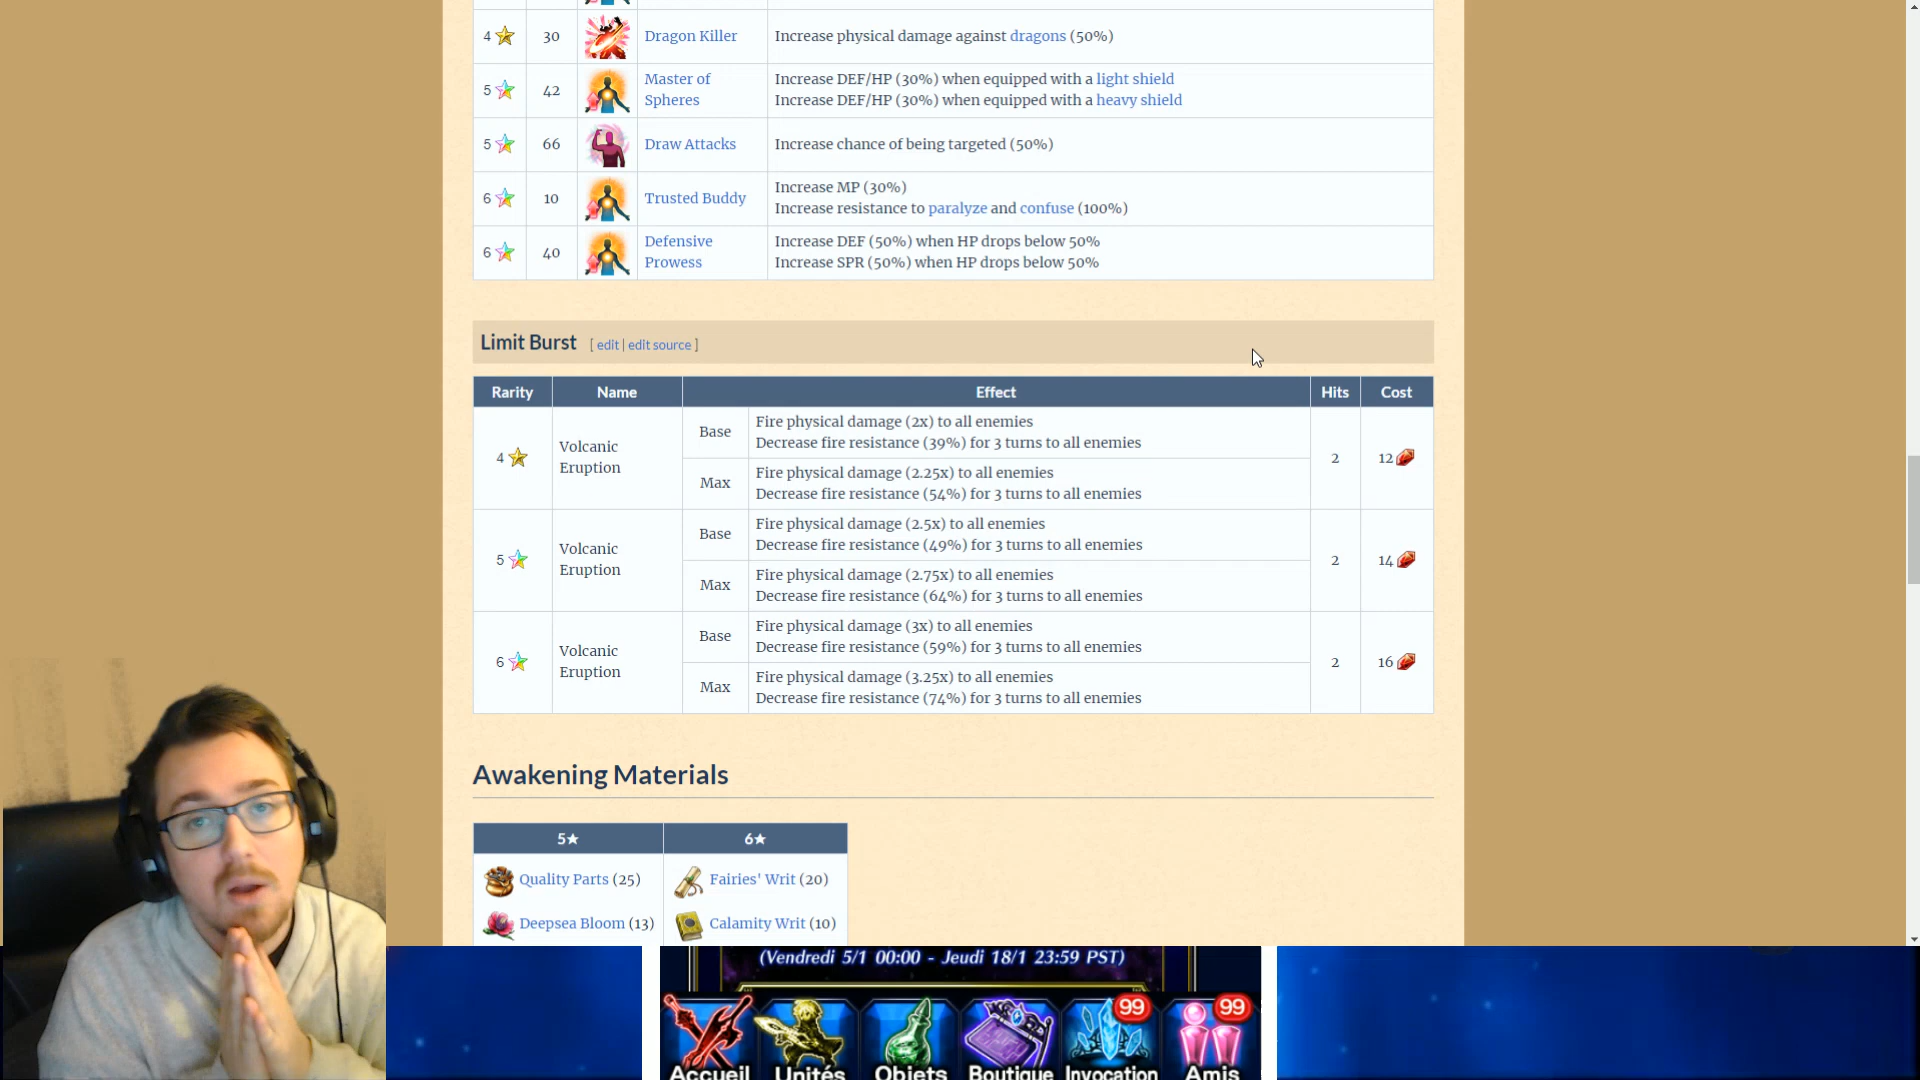 4 30 Dragon Killer Increase physical damage against dragons (50%)
5 42 Master of Spheres Increase DEF/HP (30%) when equipped with a light shield
Increase DEF/HP (30%) when equipped with a heavy shield
5 66 Draw Attacks Increase chance of being targeted (50%)
6 10 Trusted Buddy Increase MP (30%)
Increase resistance to paralyze and confuse (100%)
6 40 Defensive Prowess Increase DEF (50%) when HP drops below 50%
Increase SPR (50%) when HP drops below 50%
Limit Burst [ edit | edit source ]
Rarity Name Effect Hits Cost
4 Volcanic Eruption Base Fire physical damage (2x) to all enemies
Decrease fire resistance (39%) for 3 turns to all enemies
Max Fire physical damage (2.25x) to all enemies
Decrease fire resistance (54%) for 3 turns to all enemies
2 12
5 Volcanic Eruption Base Fire physical damage (2.5x) to all enemies
Decrease fire resistance (49%) for 3 turns to all enemies
Max Fire physical damage (2.75x) to all enemies
Decrease fire resistance (64%) for 3 turns to all enemies
2 14
6 Volcanic Eruption Base Fire physical damage (3x) to all enemies
Decrease fire resistance (59%) for 3 turns to all enemies
Max Fire physical damage (3.25x) to all enemies
Decrease fire resistance (74%) for 3 turns to all enemies
2 16
Awakening Materials
5★ 6★
Quality Parts (25) Fairies' Writ (20)
Deepsea Bloom (13) Calamity Writ (10)
(Vendredi 5/1 00:00 - Jeudi 18/1 23:59 PST)
99 99
Accueil Unités Objets Boutique Invocation Amis